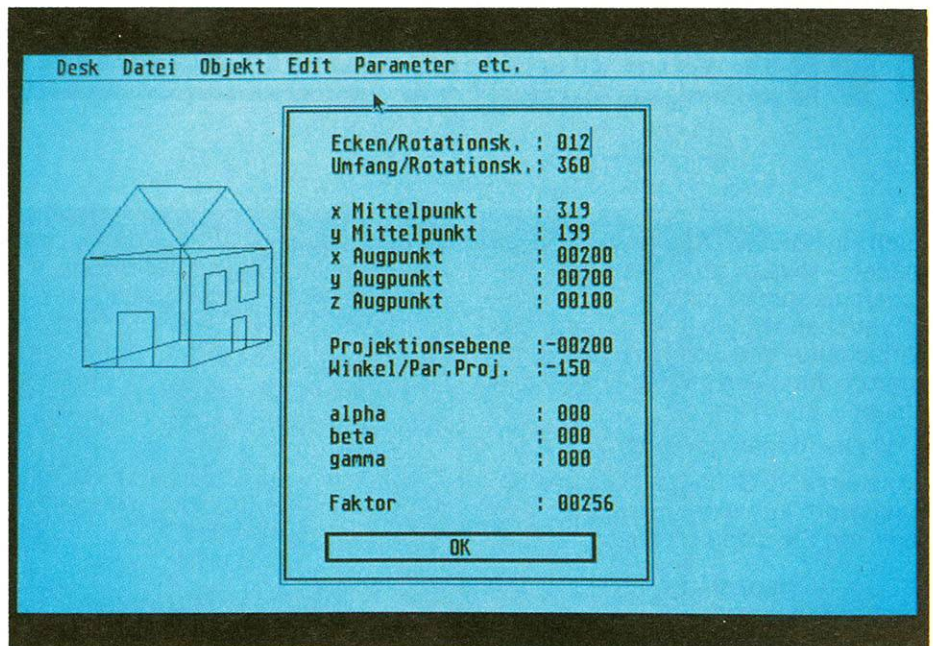 Desk Datei Objekt Edit Parameter etc.
Ecken/Rotationsk. : 012
Umfang/Rotationsk.: 360
x Mittelpunkt : 319
y Mittelpunkt : 199
x Augpunkt : 00200
y Augpunkt : 00700
z Augpunkt : 00100
Projektionsebene :-00200
Winkel/Par.Proj. :-150
alpha : 000
beta : 000
gamma : 000
Faktor : 00256
OK